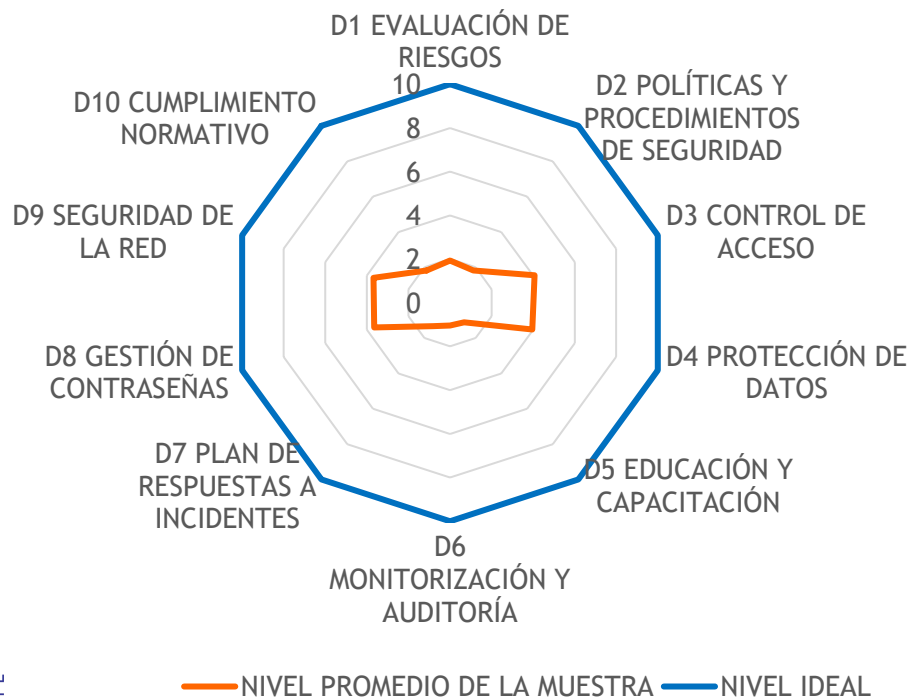 D1 EVALUACIÓN DE
RIESGOS
D2 POLÍTICAS Y
PROCEDIMIENTOS
DE SEGURIDAD
D3 CONTROL DE
ACCESO
D4 PROTECCIÓN DE
DATOS
D5 EDUCACIÓN Y
CAPACITACIÓN
D6
MONITORIZACIÓN Y
AUDITORÍA
D7 PLAN DE
RESPUESTAS A
INCIDENTES
D8 GESTIÓN DE
CONTRASEÑAS
D9 SEGURIDAD DE
LA RED
D10 CUMPLIMIENTO
NORMATIVO
10
8
6
4
2
0
NIVEL PROMEDIO DE LA MUESTRA
NIVEL IDEAL